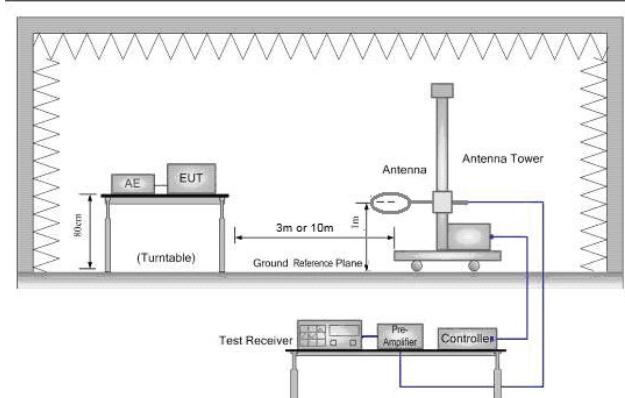 AE
EUT
80cm
(Turntable)
3m or 10m
Antenna
1m
Antenna Tower
Ground Reference Plane
Test Receiver
Pre-
Amplifier
Controller